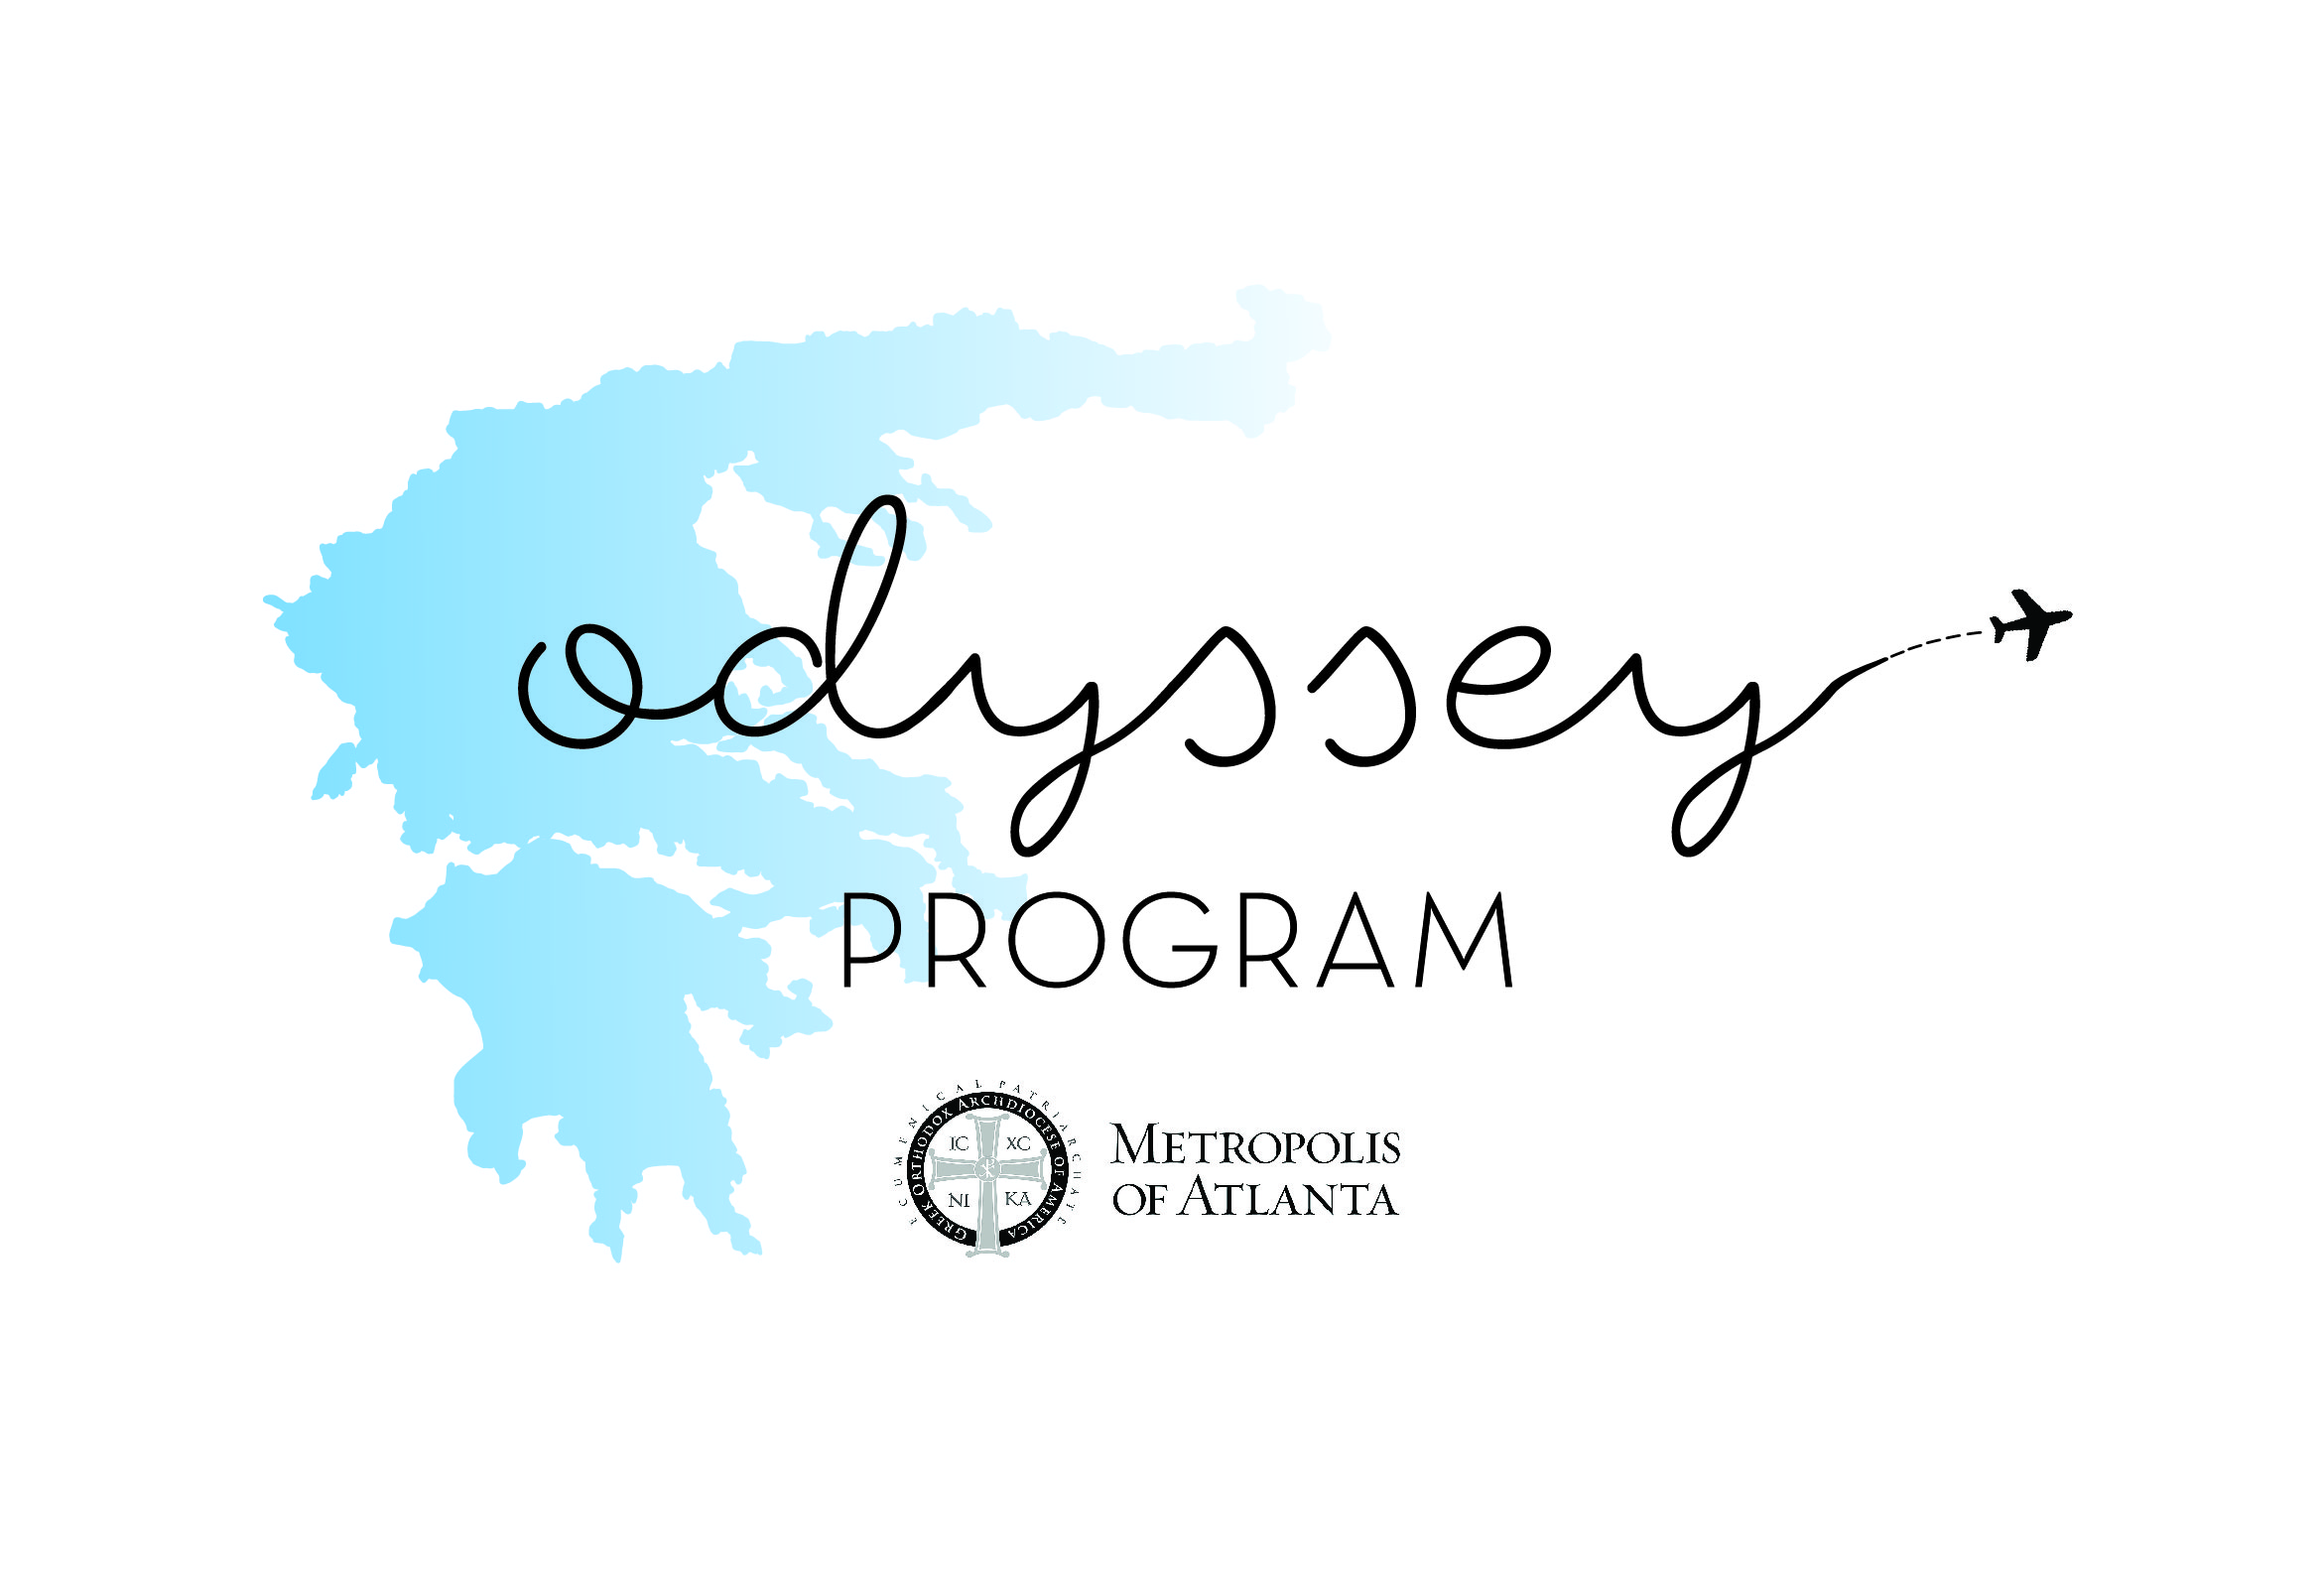 odyssey
PROGRAM
ECUMENICAL PATRIARCHATE
GREEK ORTHODOX ARCHDIOCESE OF AMERICA
IC XC
NI KA
METROPOLIS
OF ATLANTA